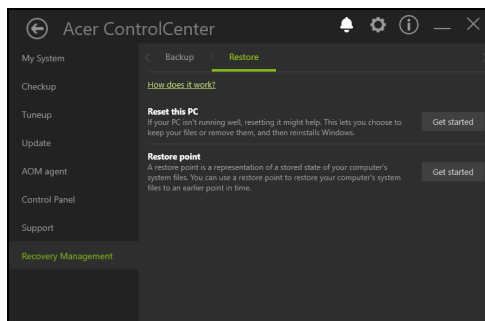 Acer ControlCenter
My System
Checkup
Tuneup
Update
AOM agent
Control Panel
Support
Recovery Management
Backup
Restore
How does it work?
Reset this PC
If your PC isn't running well, resetting it might help. This lets you choose to
keep your files or remove them, and then reinstalls Windows.
Get started
Restore point
A restore point is a representation of a stored state of your computer's
system files. You can use a restore point to restore your computer's system
files to an earlier point in time.
Get started